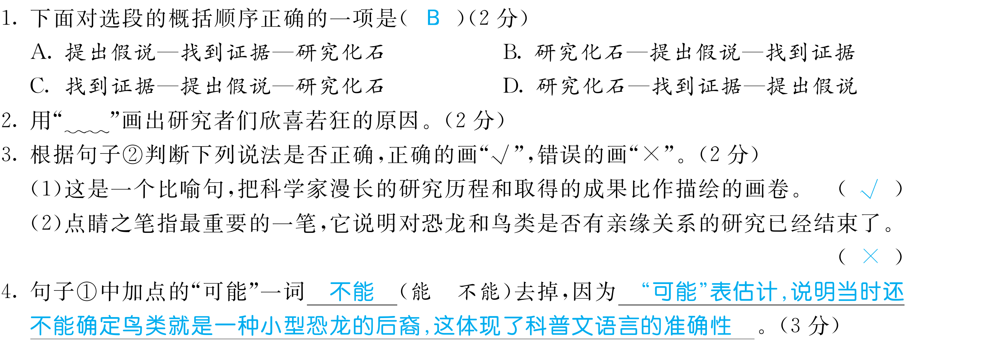 1. 下面对选段的概括顺序正确的一项是( B )(2 分)
A. 提出假说—找到证据—研究化石 B. 研究化石—提出假说—找到证据
C. 找到证据—提出假说—研究化石 D. 研究化石—找到证据—提出假说
2. 用“﹏﹏”画出研究者们欣喜若狂的原因。(2 分)
3. 根据句子②判断下列说法是否正确,正确的画“√”,错误的画“×”。(2 分)
(1)这是一个比喻句,把科学家漫长的研究历程和取得的成果比作描绘的画卷。 ( √ )
(2)点睛之笔指最重要的一笔,它说明对恐龙和鸟类是否有亲缘关系的研究已经结束了。
( × )
4. 句子①中加点的“可能”一词 不能 (能 不能)去掉,因为 “可能”表估计,说明当时还
不能确定鸟类就是一种小型恐龙的后裔,这体现了科普文语言的准确性 。(3 分)